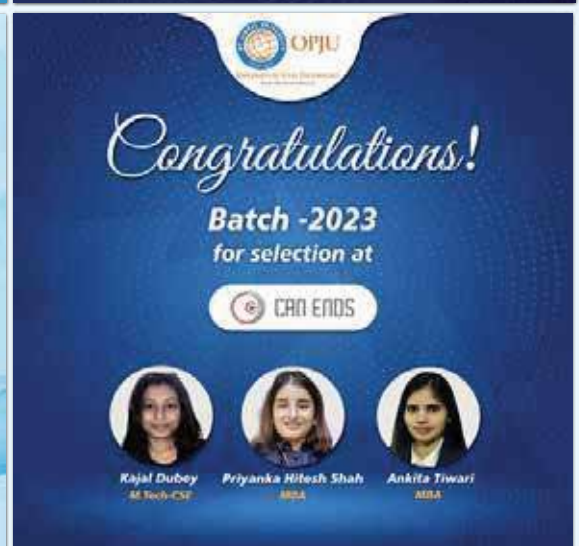 OPJU
Congratulations!
Batch -2023
for selection at
CAN ENDS
Kajal Dubey
M.Tech-CSE
Priyanka Hitesh Shah
MBA
Ankita Tiwari
MBA